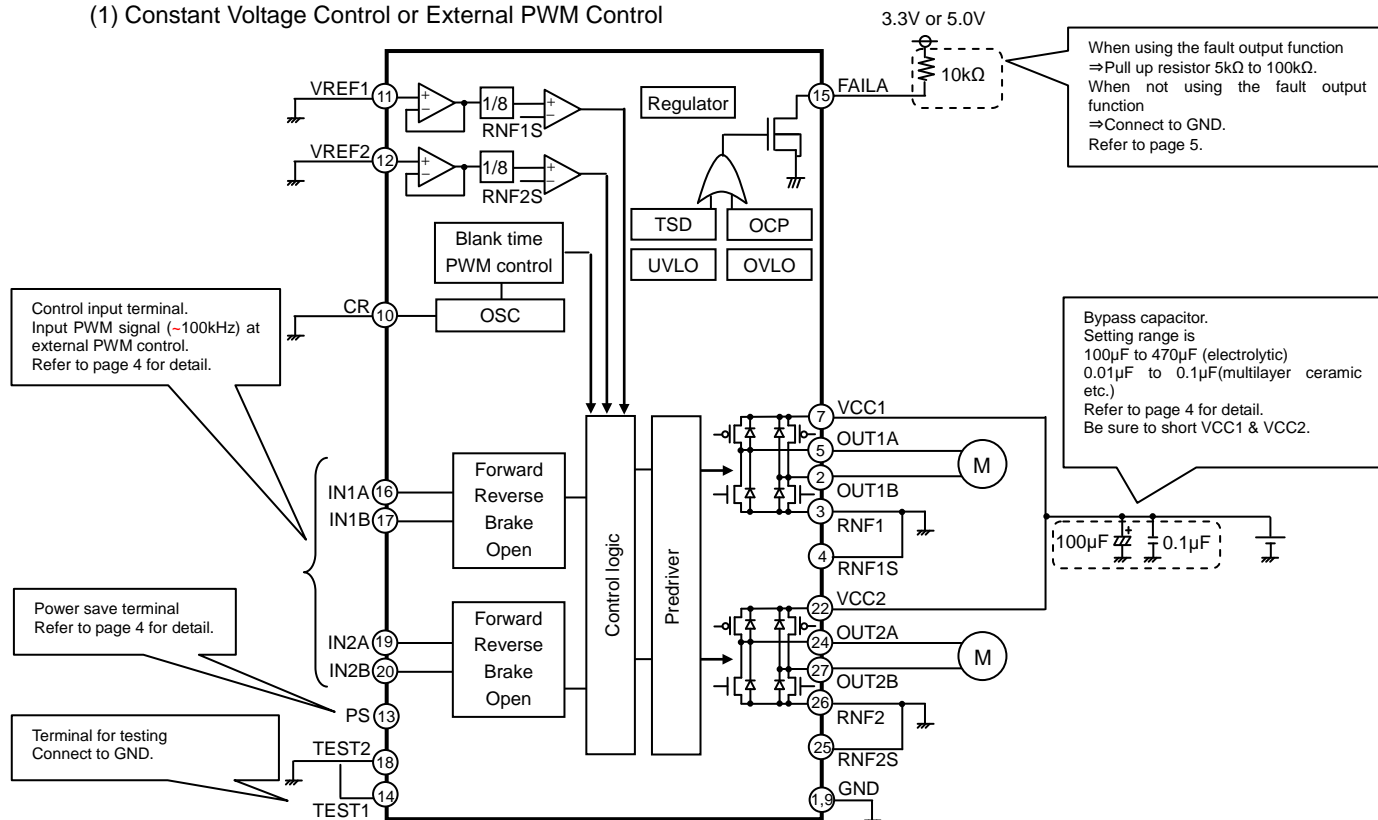 (1) Constant Voltage Control or External PWM Control
3.3V or 5.0V
10kΩ
When using the fault output function
⇒Pull up resistor 5kΩ to 100kΩ.
When not using the fault output
function
⇒Connect to GND.
Refer to page 5.
VREF1
11
+
−
1/8
RNF1S
+
−
Regulator
15
FAILA
VREF2
12
+
−
1/8
RNF2S
+
−
TSD
OCP
UVLO
OVLO
Blank time
PWM control
CR
10
OSC
Control input terminal.
Input PWM signal (~100kHz) at
external PWM control.
Refer to page 4 for detail.
Bypass capacitor.
Setting range is
100µF to 470µF (electrolytic)
0.01µF to 0.1µF(multilayer ceramic
etc.)
Refer to page 4 for detail.
Be sure to short VCC1 & VCC2.
7
VCC1
5
OUT1A
M
2
OUT1B
3
RNF1
4
RNF1S
100µF
+
0.1µF
IN1A
16
IN1B
17
Forward
Reverse
Brake
Open
Control logic
Predriver
22
VCC2
24
OUT2A
M
27
OUT2B
26
RNF2
25
RNF2S
Power save terminal
Refer to page 4 for detail.
IN2A
19
IN2B
20
Forward
Reverse
Brake
Open
PS
13
Terminal for testing
Connect to GND.
TEST2
18
14
TEST1
1,9
GND